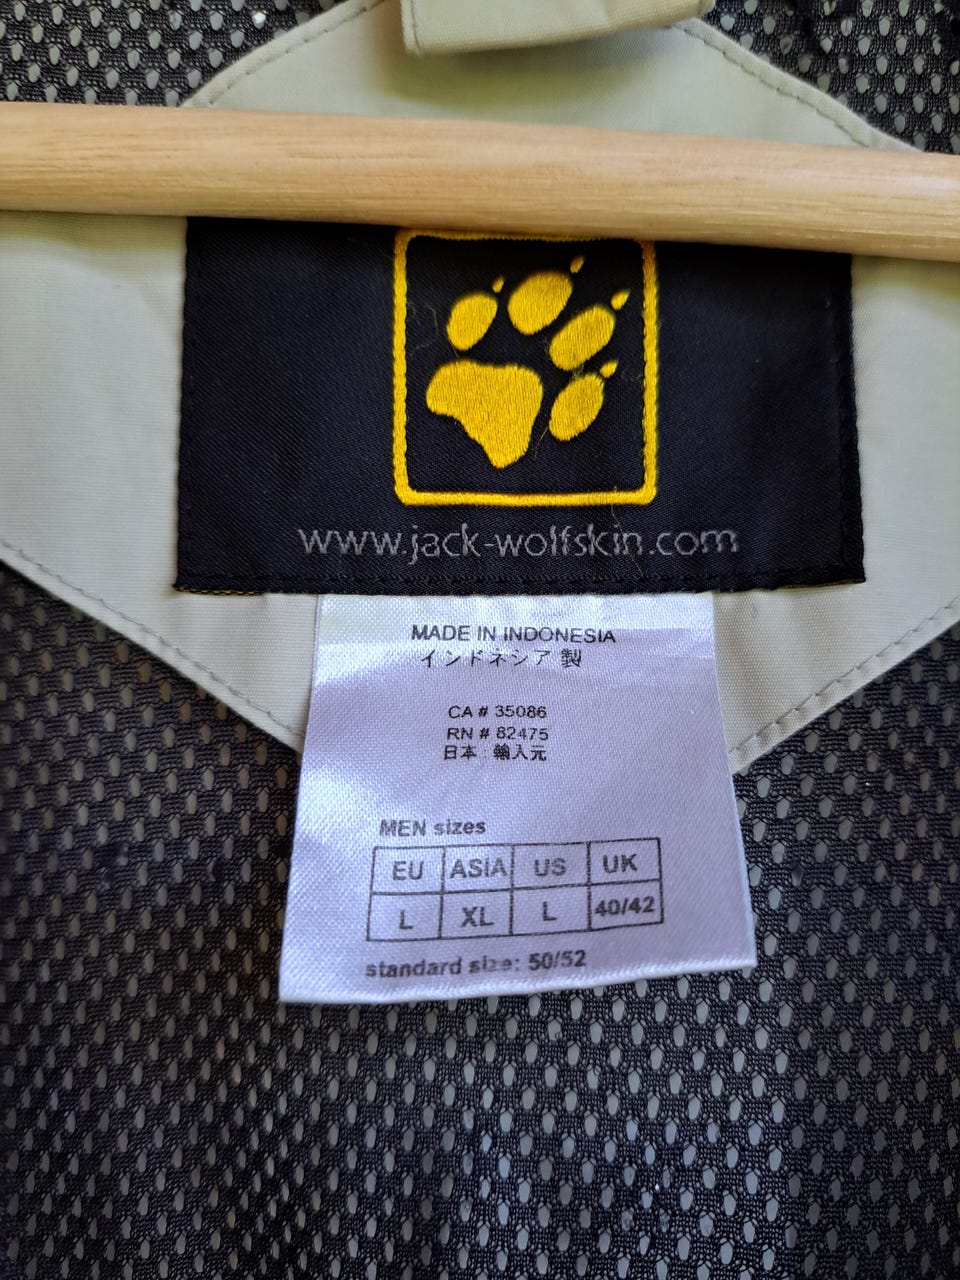 www.jack-wolfskin.com
MADE IN INDONESIA
インドネシア 製
CA # 35086
RN # 82475
日本 : 輸入元
MEN sizes
EU ASIA US UK
L XL L 40/42
standard size: 50/52